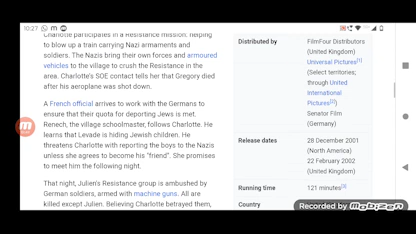 10:27
Charlotte participates in a Resistance mission: helping
to blow up a train carrying Nazi armaments and
soldiers. The Nazis bring their own forces and armoured
vehicles to the village to crush the Resistance in the
area. Charlotte's SOE contact tells her that Gregory died
after his aeroplane was shot down.
A French official arrives to work with the Germans to
ensure that their quota for deporting Jews is met.
Renech, the village schoolmaster, follows Charlotte. He
learns that Levade is hiding Jewish children. He
threatens Charlotte with reporting the boys to the Nazis
unless she agrees to become his "friend". She promises
to meet him the following night.
That night, Julien's Resistance group is ambushed by
German soldiers, armed with machine guns. All are
killed except Julien. Believing Charlotte betrayed them,
Distributed by
FilmFour Distributors
(United Kingdom)
Universal Pictures[1]
(Select territories;
through United
International
Pictures[2])
Senator Film
(Germany)
Release dates
28 December 2001
(North America)
22 February 2002
(United Kingdom)
Running time
121 minutes[3]
Country
Recorded by mobizen